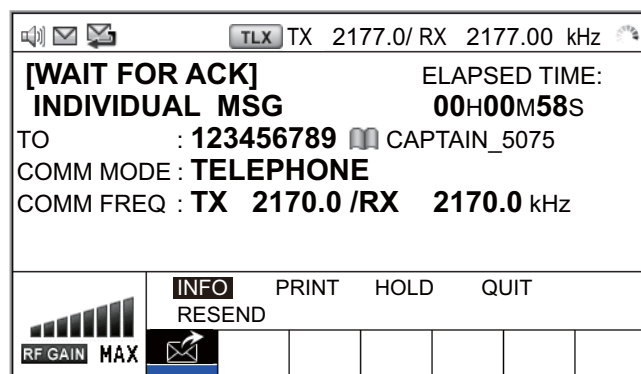 TLX TX 2177.0/ RX 2177.00 kHz
[WAIT FOR ACK] ELAPSED TIME:
INDIVIDUAL MSG 00H00M58S
TO : 123456789 CAPTAIN_5075
COMM MODE : TELEPHONE
COMM FREQ : TX 2170.0 /RX 2170.0 kHz
INFO PRINT HOLD QUIT
RESEND
RF GAIN MAX